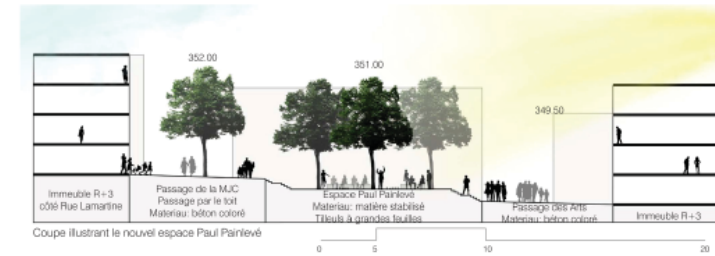 352.00
351.00
349.50
Immeuble R+3
côté Rue Lamartine
Passage de la MJC
Passage par le toit
Materiau: béton coloré
Espace Paul Painlevé
Materiau: matière stabilisé
Tilleuls à grandes feuilles
Passage des Arts
Materiau: béton coloré
Immeuble R+3
Coupe illustrant le nouvel espace Paul Painlevé
0 5 10 20